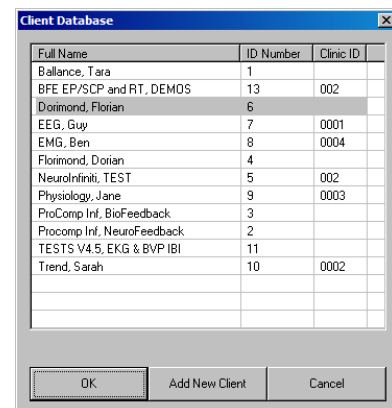 Client Database
Full Name ID Number Clinic ID
Ballance, Tara 1
BFE EP/SCP and RT, DEMOS 13 002
Dorimond, Florian 6
EEG, Guy 7 0001
EMG, Ben 8 0004
Florimond, Dorian 4
NeuroInfiniti, TEST 5 002
Physiology, Jane 9 0003
ProComp Inf, BioFeedback 3
Procomp Inf, NeuroFeedback 2
TESTS V4.5, EKG & BVP IBI 11
Trend, Sarah 10 0002
OK Add New Client Cancel